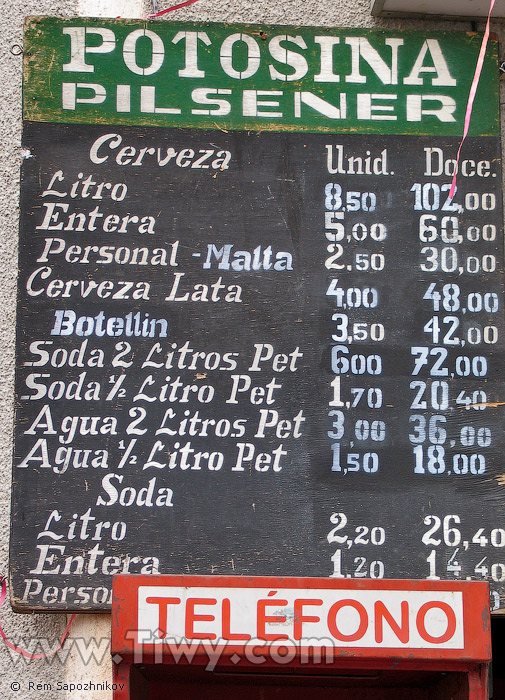 POTOSINA
PILSENER
Cerveza Unid. Doce.
Litro 8.50 102,00
Entera 5,00 60,00
Personal - Malta 2.50 30,00
Cerveza Lata 4,00 48,00
Botellin 3,50 42,00
Soda 2 Litros Pet 6,00 72,00
Soda ½ Litro Pet 1,70 20,40
Agua 2 Litros Pet 3,00 36,00
Agua ½ Litro Pet 1,50 18,00
Soda
Litro 2,20 26,40
Entera 1,20 14,40
TELÉFONO
www.Tiwy.com
© Rem Sapozhnikov